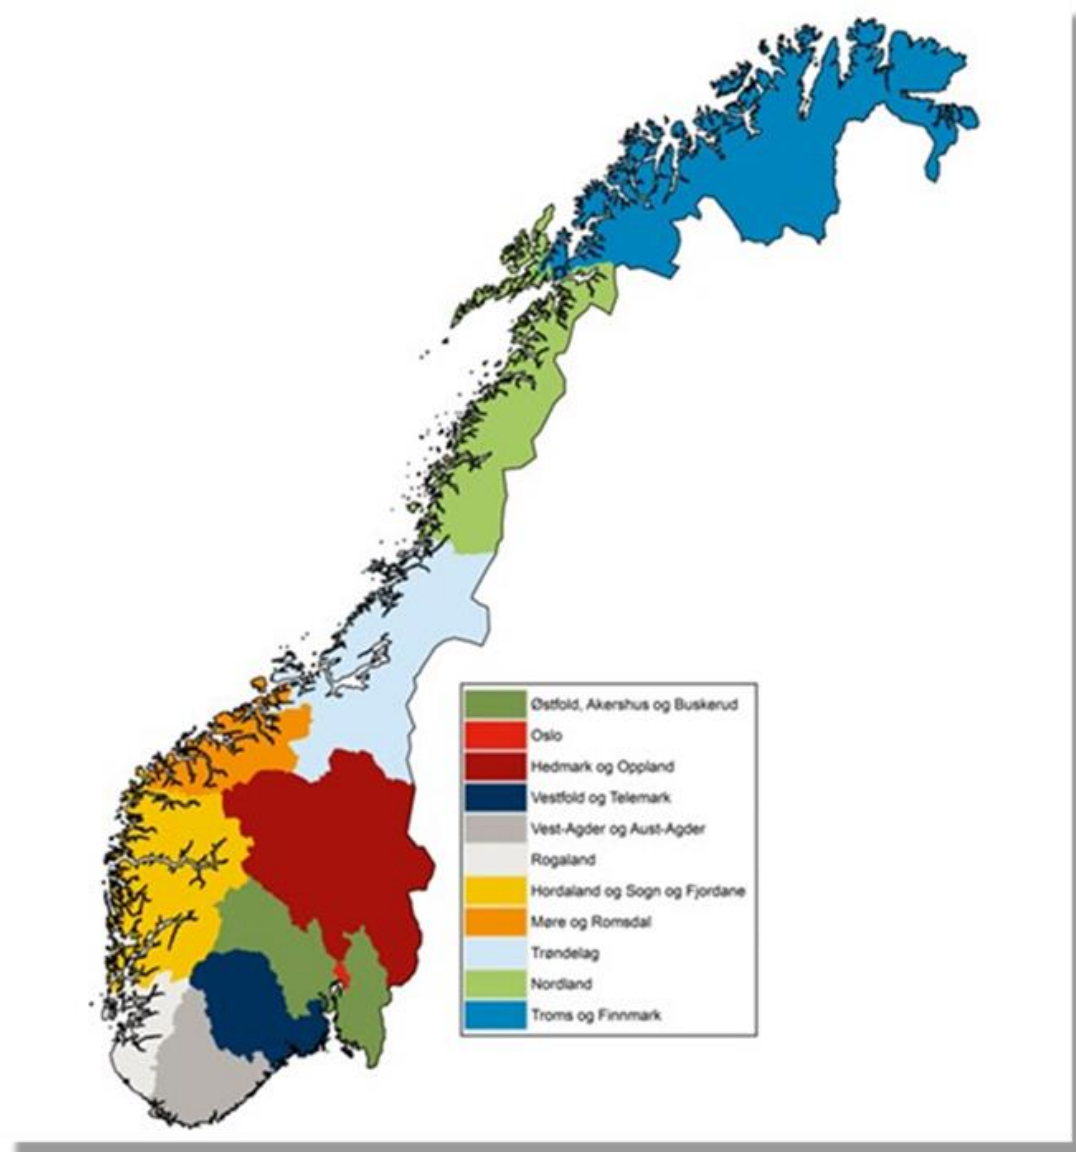 Østfold, Akershus og Buskerud
Oslo
Hedmark og Oppland
Vestfold og Telemark
Vest-Agder og Aust-Agder
Rogaland
Hordaland og Sogn og Fjordane
Møre og Romsdal
Trøndelag
Nordland
Troms og Finnmark